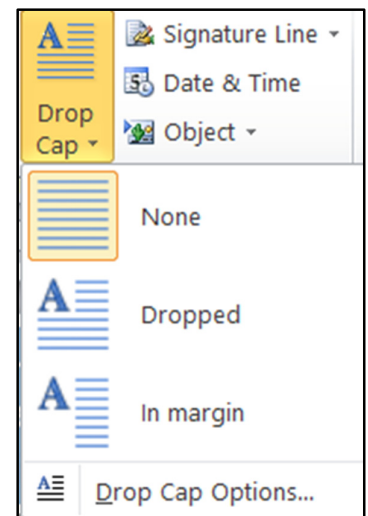 Signature Line
Date & Time
Drop
Cap
Object
None
Dropped
In margin
Drop Cap Options...